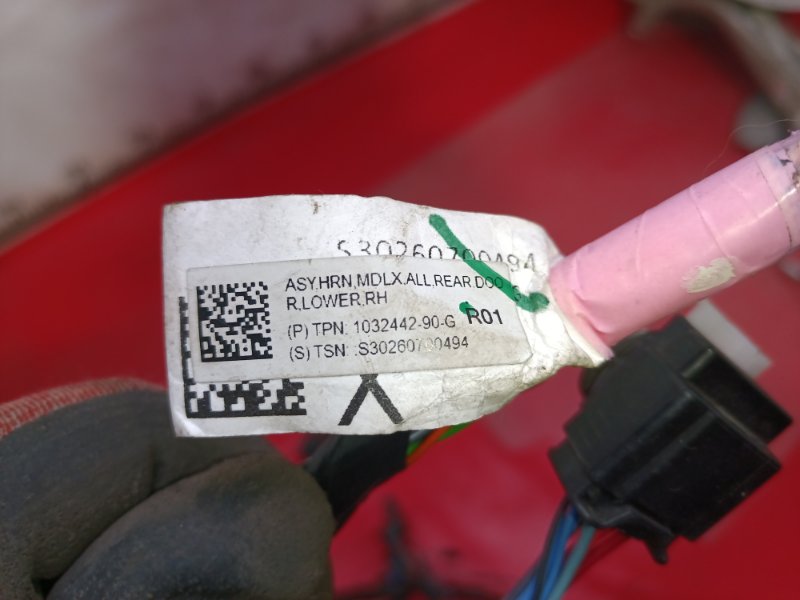 S30260700494
ASY,HRN,MDLX,ALL,REAR DOO
R,LOWER,RH
(P) TPN: 1032442-90-G R01
(S) TSN: :S30260700494